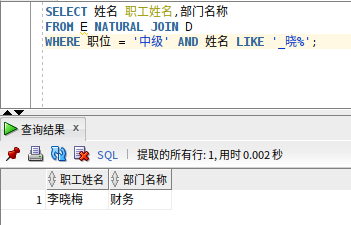 SELECT 姓名 职工姓名,部门名称
FROM E NATURAL JOIN D
WHERE 职位 = '中级' AND 姓名 LIKE '_晓%';
查询结果 x
SQL | 提取的所有行: 1, 用时 0.002 秒
职工姓名 部门名称
1 李晓梅 财务